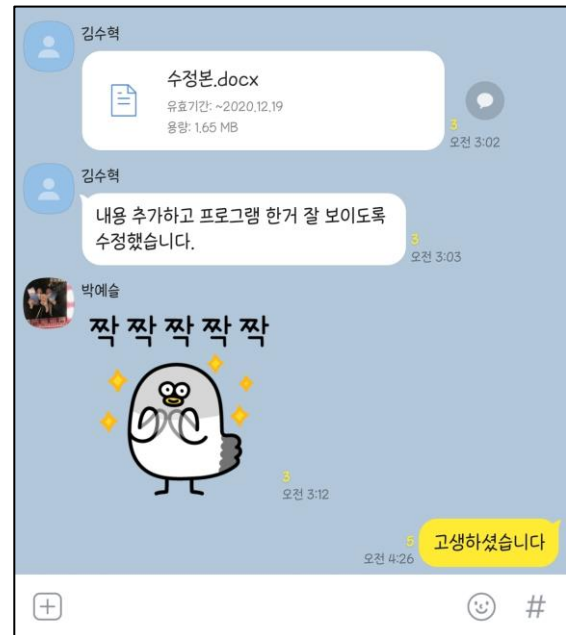 김수혁
수정본.docx
유효기간: ~2020.12.19
용량: 1.65 MB
3
오전 3:02
김수혁
내용 추가하고 프로그램 한거 잘 보이도록
수정했습니다.
3
오전 3:03
박예슬
짝 짝 짝 짝 짝
3
오전 3:12
5
오전 4:26
고생하셨습니다
#